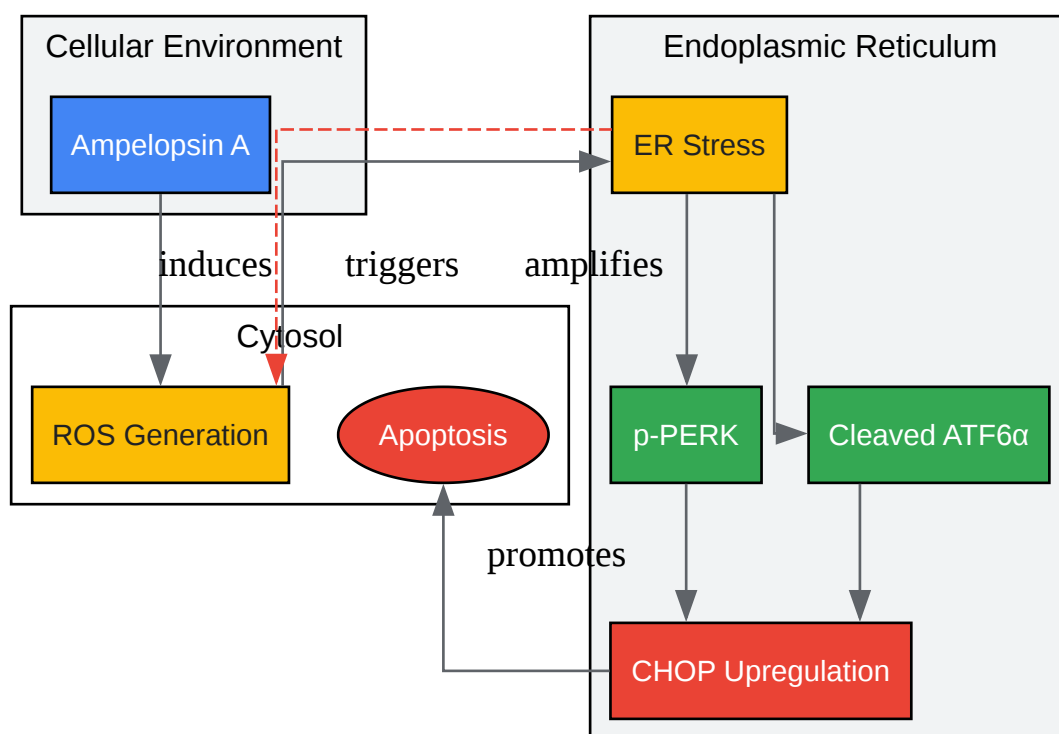 Cellular Environment
Endoplasmic Reticulum
Ampelopsin A
ER Stress
induces
triggers
amplifies
Cytosol
ROS Generation
Apoptosis
p-PERK
Cleaved ATF6α
promotes
CHOP Upregulation